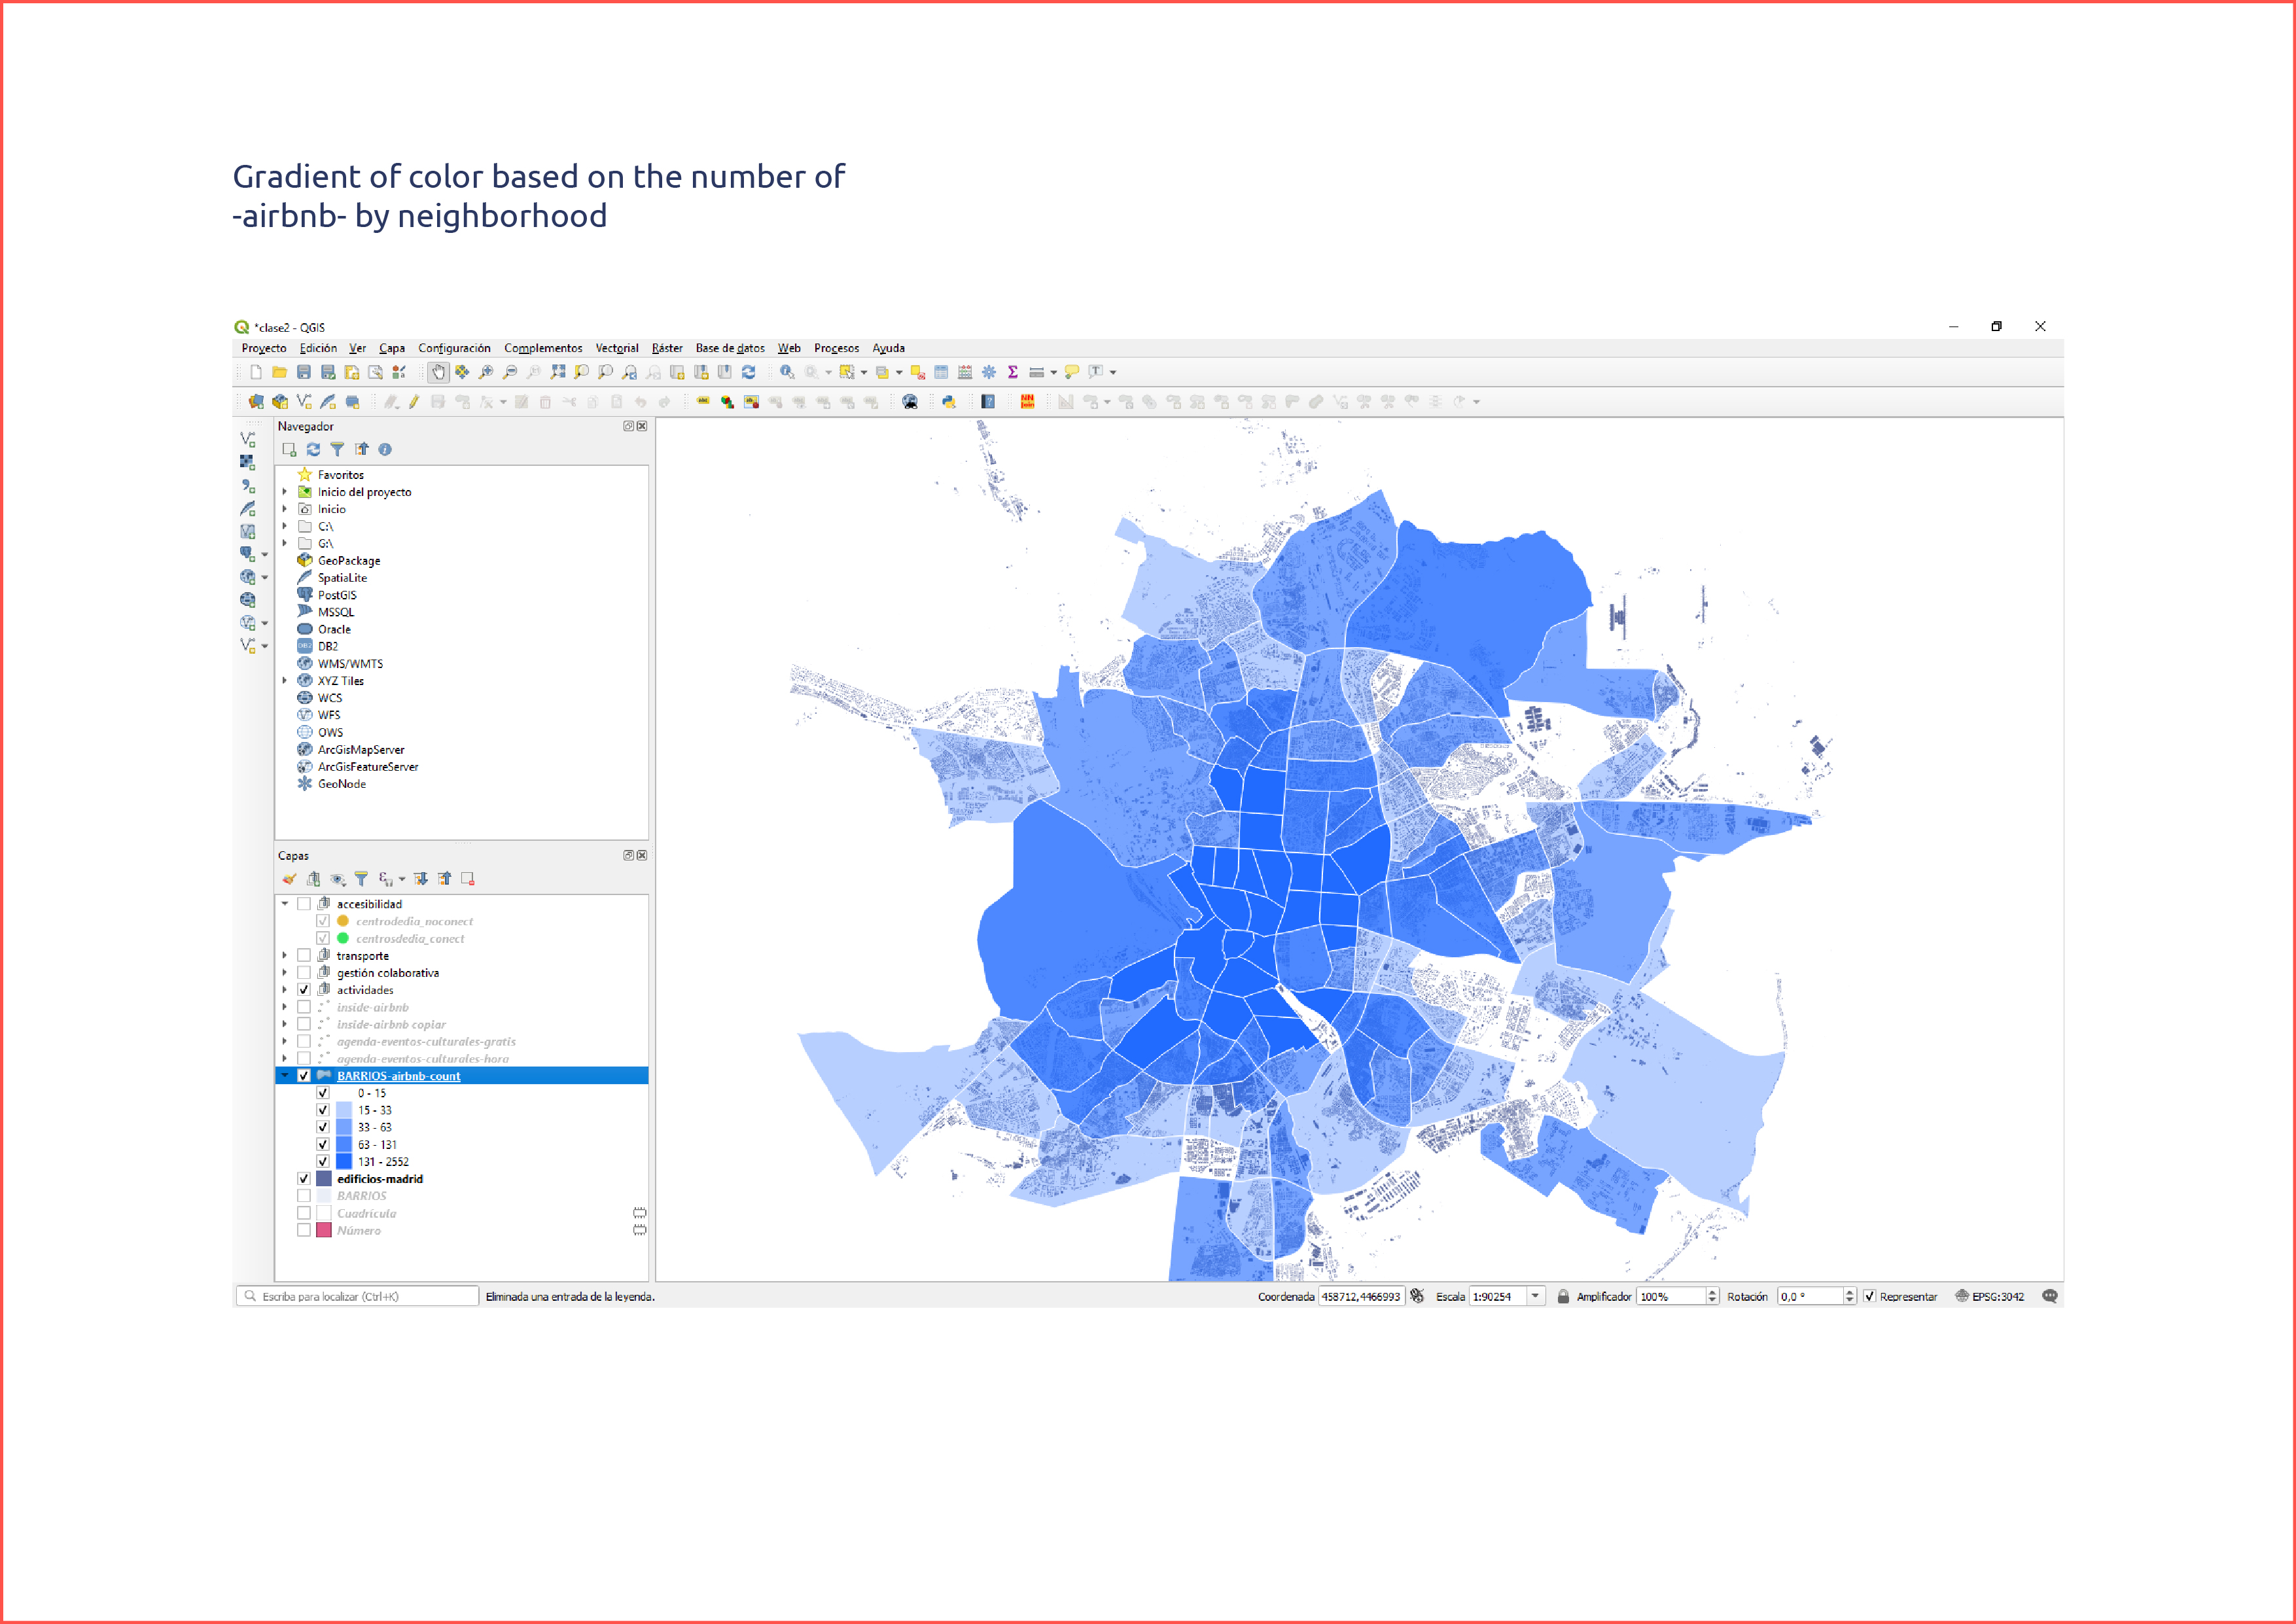 Gradient of color based on the number of
-airbnb- by neighborhood
*clase2 - QGIS
Proyecto Edición Ver Capa Configuración Complementos Vectorial Ráster Base de datos Web Procesos Ayuda
Navegador
Favoritos
Inicio del proyecto
Inicio
C:\
G:\
GeoPackage
SpatiaLite
PostGIS
MSSQL
Oracle
DB2
WMS/WMTS
XYZ Tiles
WCS
WFS
OWS
ArcGisMapServer
ArcGisFeatureServer
GeoNode
Capas
accesibilidad
centrodedia_noconect
centrosdedia_conect
transporte
gestión colaborativa
actividades
inside-airbnb
inside-airbnb copiar
agenda-eventos-culturales-gratis
agenda-eventos-culturales-hora
BARRIOS-airbnb-count
0 - 15
15 - 33
33 - 63
63 - 131
131 - 2552
edificios-madrid
BARRIOS
Cuadrícula
Número
Escriba para localizar (Ctrl+K) Eliminada una entrada de la leyenda. Coordenada 458712,4466993 Escala 1:90254 Amplificador 100% Rotación 0,0 ° Representar EPSG:3042